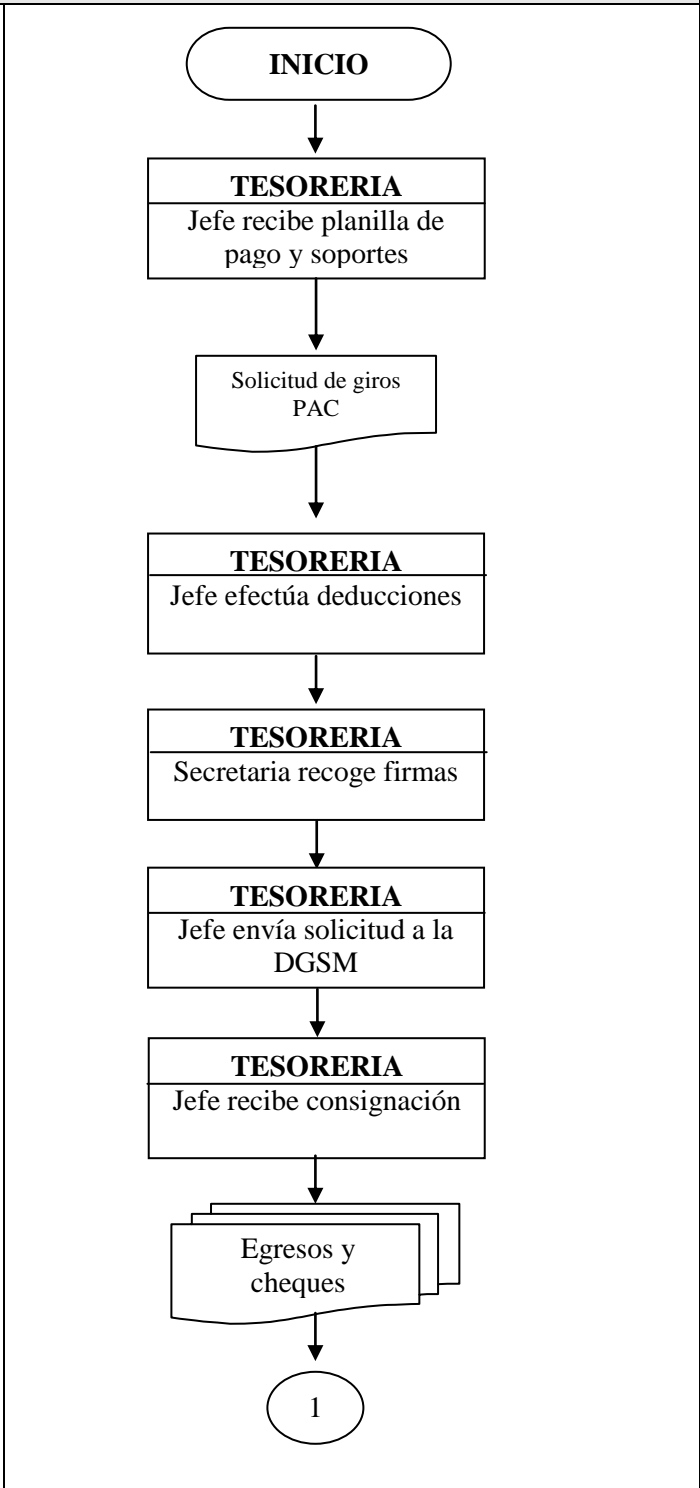 INICIO
TESORERIA
Jefe recibe planilla de
pago y soportes
Solicitud de giros
PAC
TESORERIA
Jefe efectúa deducciones
TESORERIA
Secretaria recoge firmas
TESORERIA
Jefe envía solicitud a la
DGSM
TESORERIA
Jefe recibe consignación
Egresos y
cheques
1